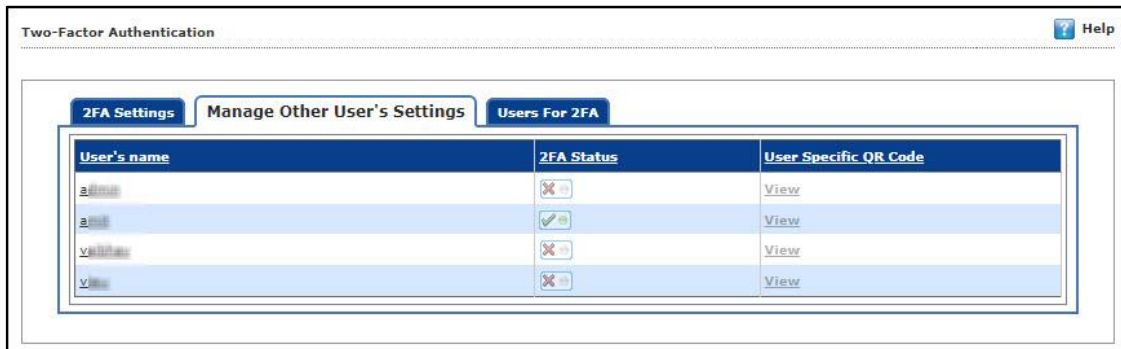 Two-Factor Authentication
Help
2FA Settings
Manage Other User's Settings
Users For 2FA
User's name 2FA Status User Specific QR Code
View
View
View
View